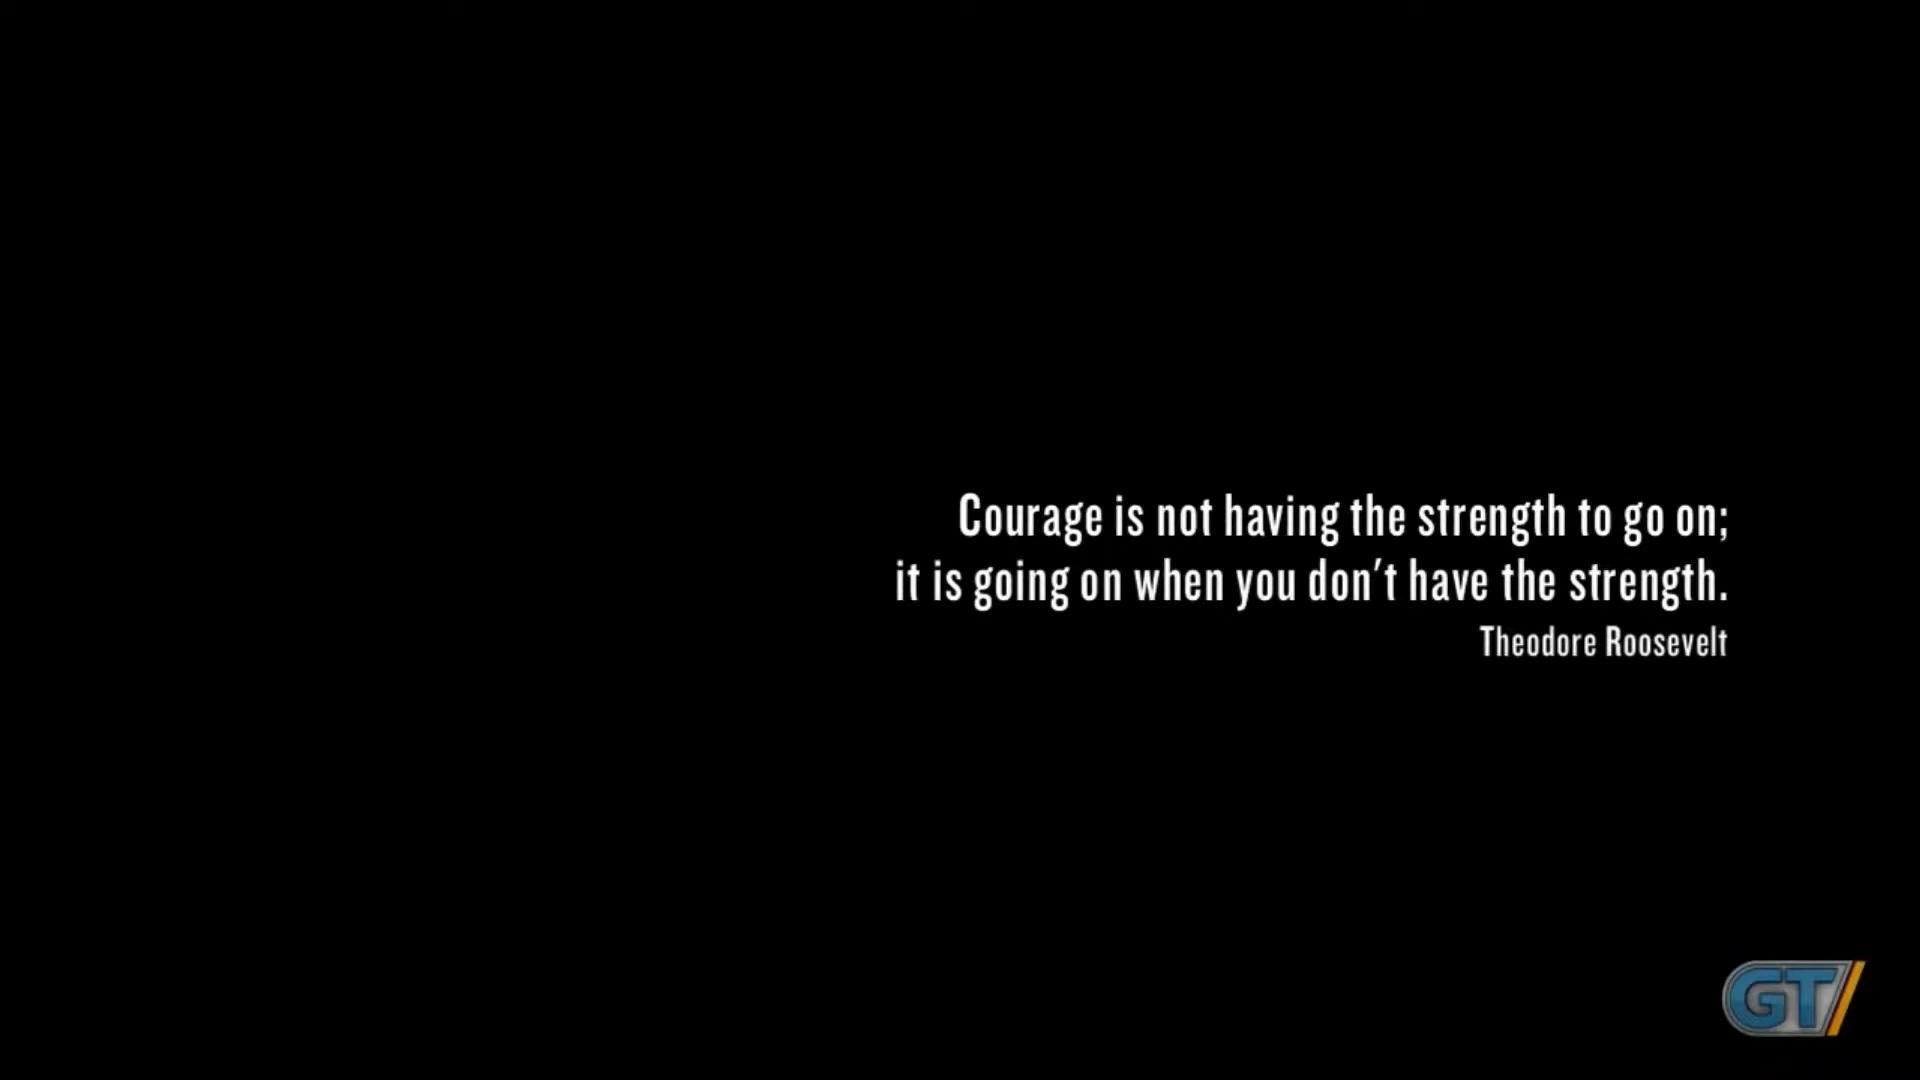 Courage is not having the strength to go on;
it is going on when you don't have the strength.
Theodore Roosevelt
GT